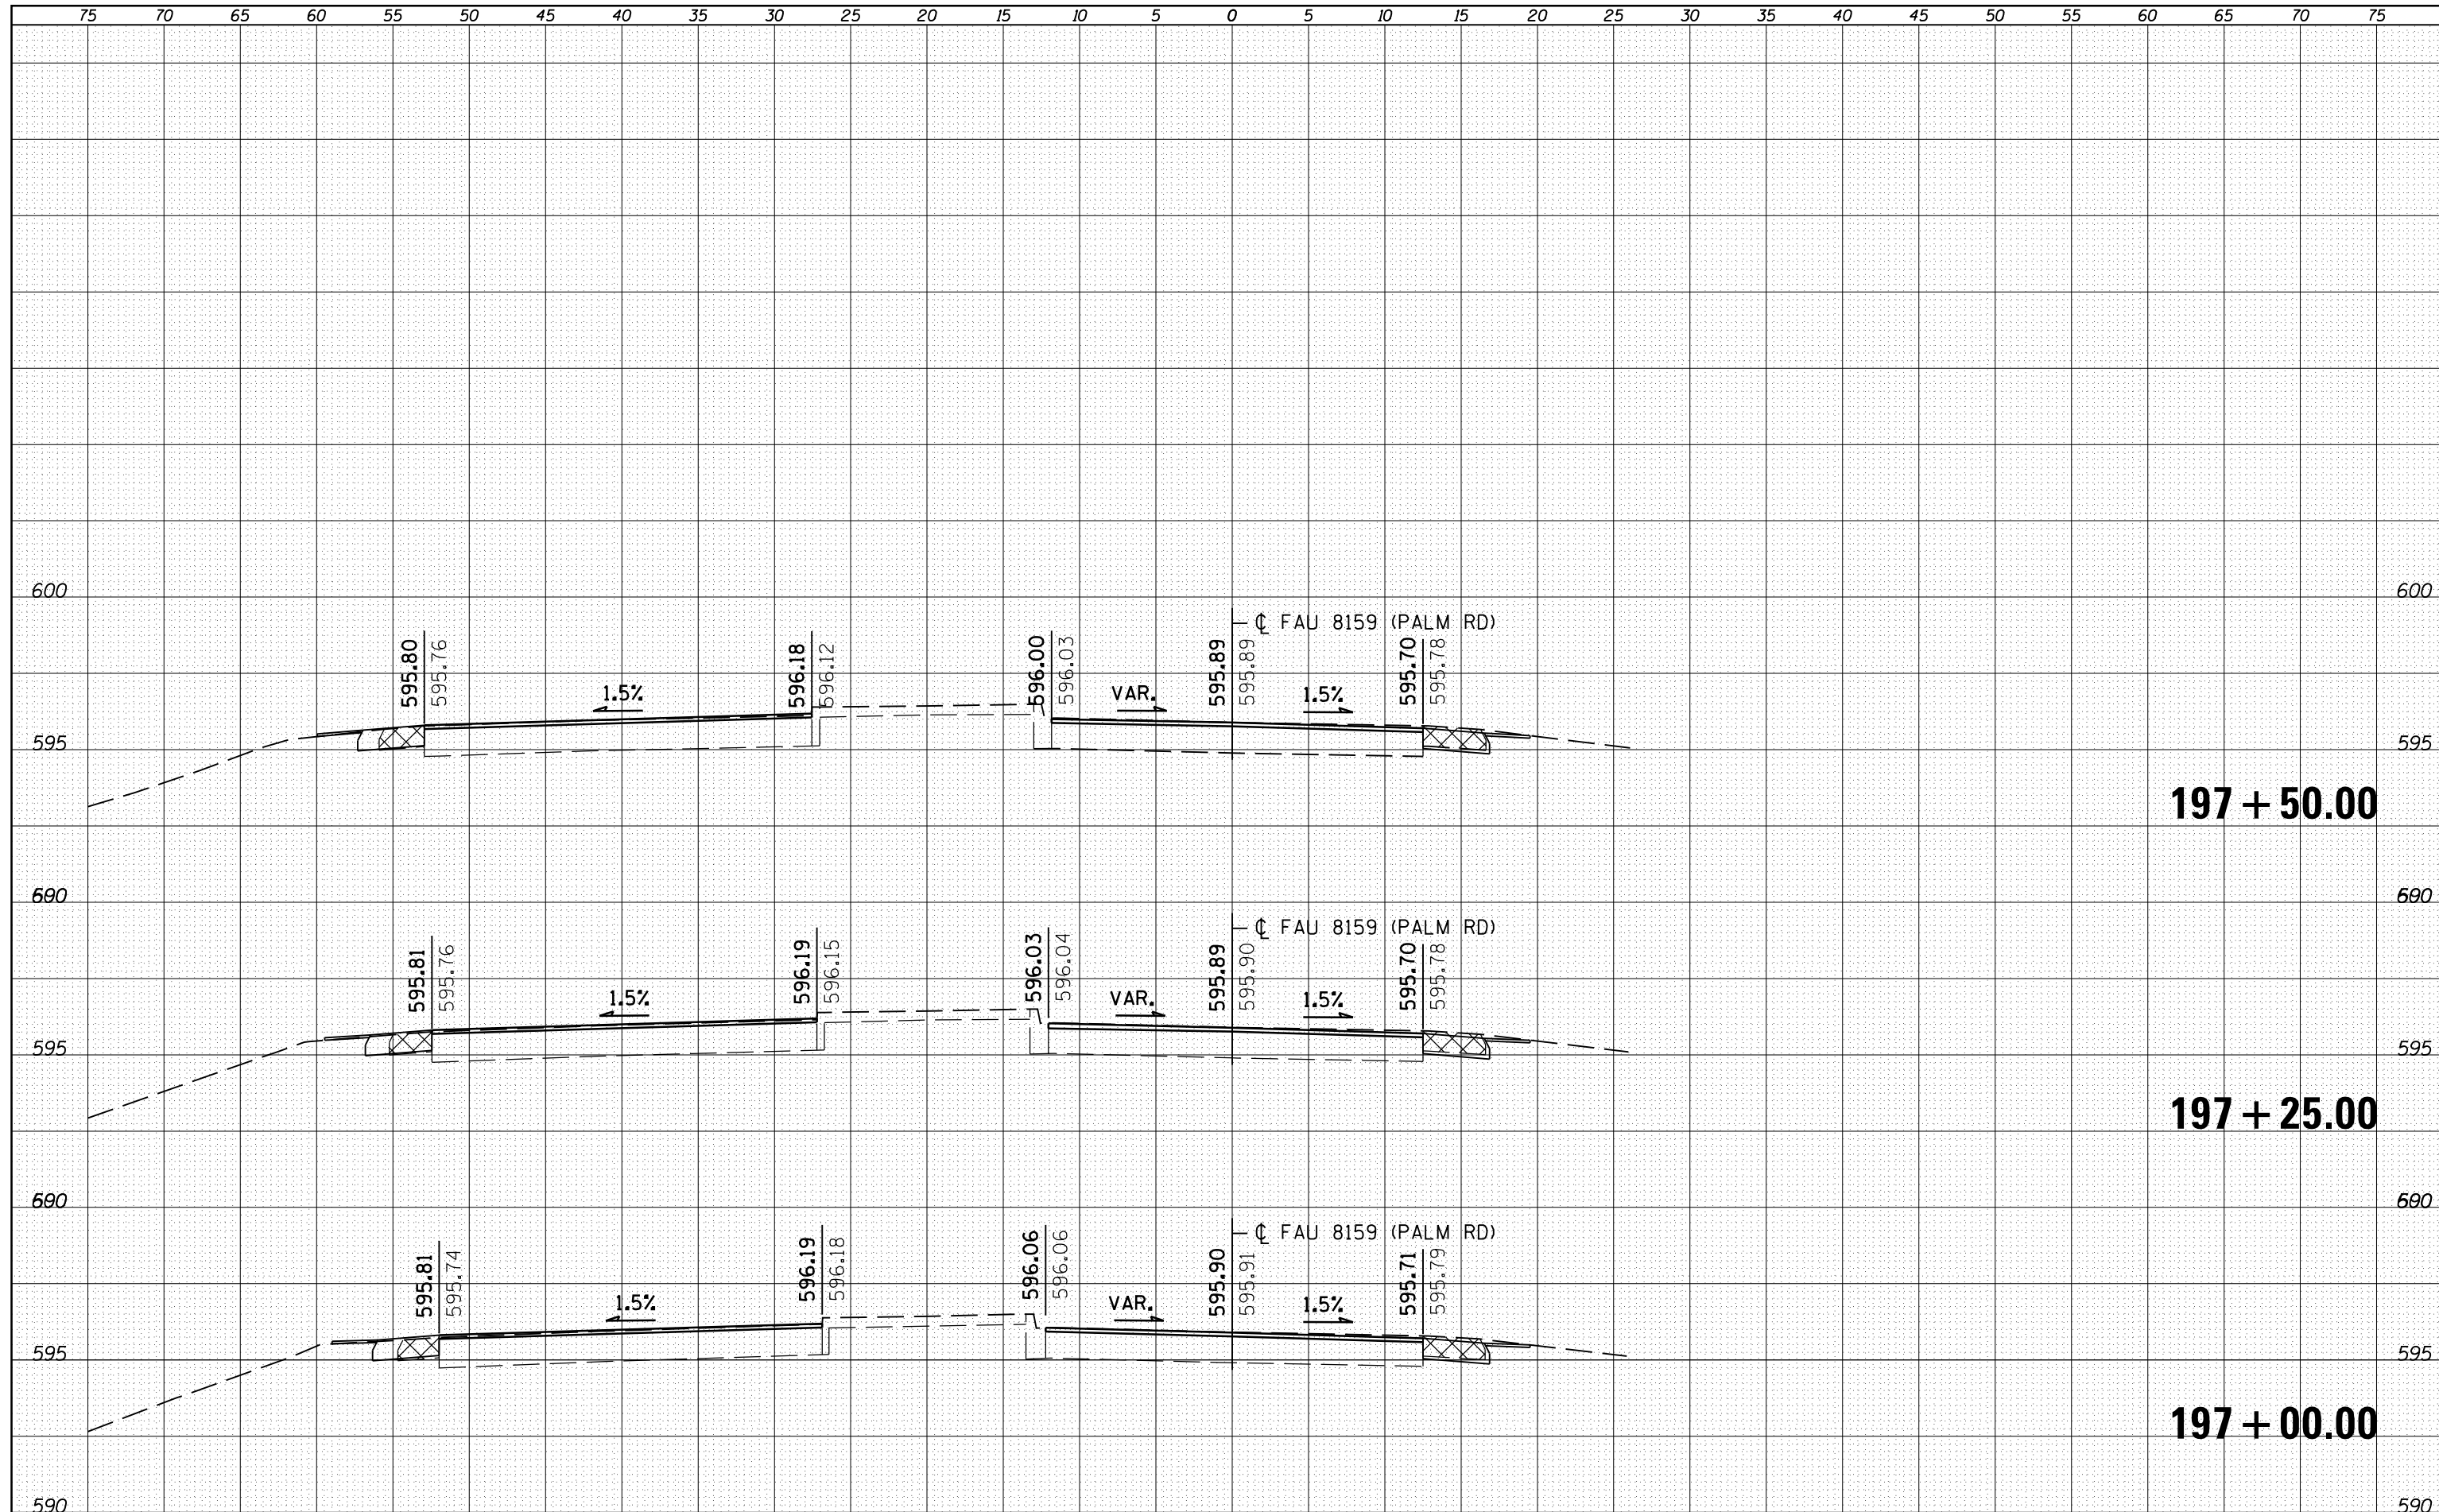 75 70 65 60 55 50 45 40 35 30 25 20 15 10 5 0 5 10 15 20 25 30 35 40 45 50 55 60 65 70 75
600 600
℄ FAU 8159 (PALM RD)
595.80 595.76 596.18 596.12 596.00 596.03 595.89 595.89 595.70 595.78
1.5% VAR. 1.5%
595 595
197+50.00
℄ FAU 8159 (PALM RD)
595.81 595.76 596.19 596.15 596.03 596.04 595.89 595.90 595.70 595.78
1.5% VAR. 1.5%
595 595
197+25.00
℄ FAU 8159 (PALM RD)
595.81 595.74 596.19 596.18 596.06 596.06 595.90 595.91 595.71 595.79
1.5% VAR. 1.5%
595 595
197+00.00
590 590